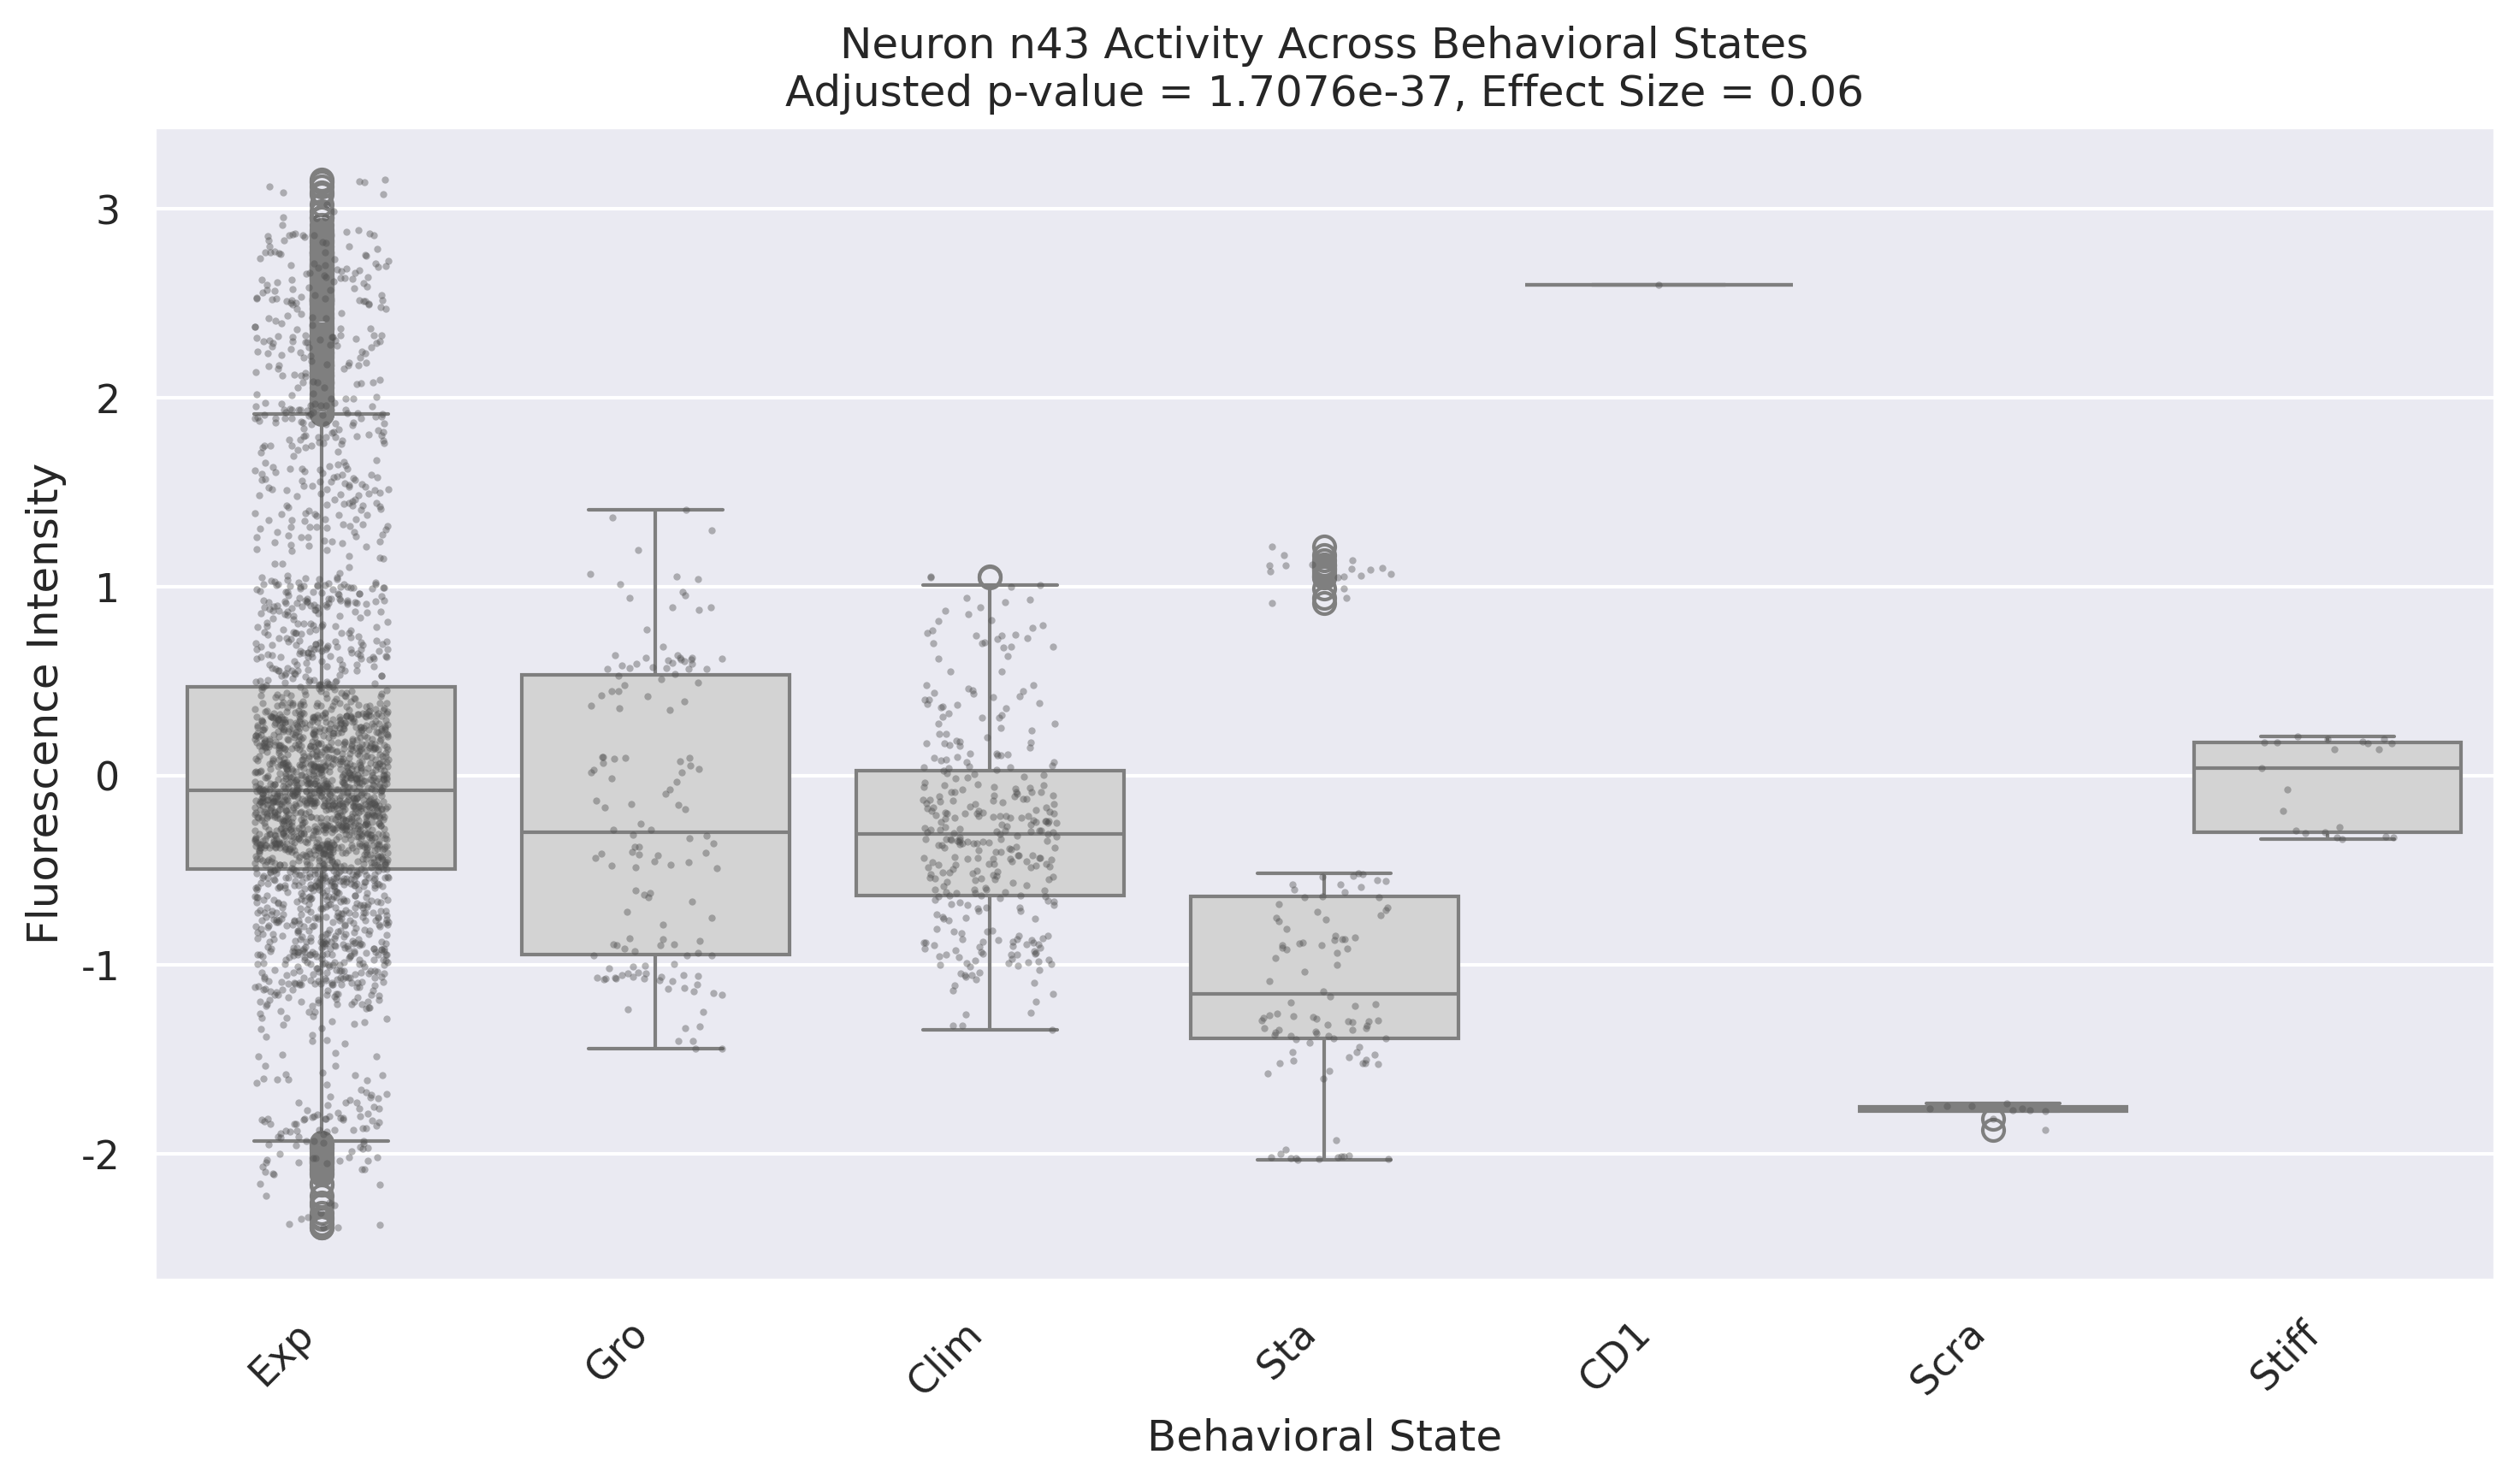 Neuron n43 Activity Across Behavioral States
Adjusted p-value = 1.7076e-37, Effect Size = 0.06
Fluorescence Intensity
3
2
1
0
-1
-2
Exp
Gro
Clim
Sta
CD1
Scra
Stiff
Behavioral State